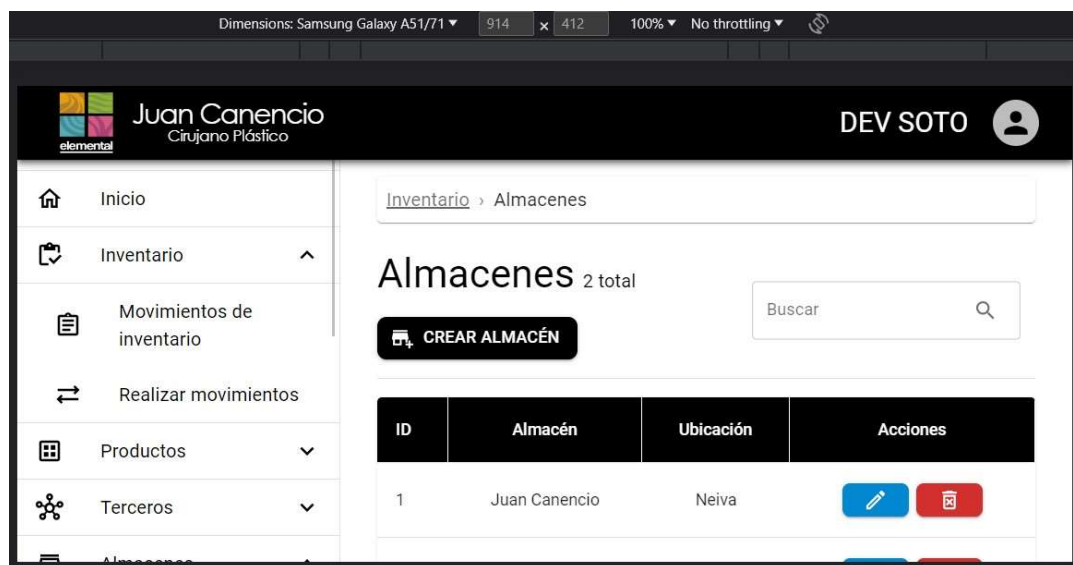 Dimensions: Samsung Galaxy A51/71 ▼ 914 × 412 100% ▼ No throttling ▼
Juan Canencio
Cirujano Plástico
elemental
DEV SOTO
Inicio
Inventario
Movimientos de
inventario
Realizar movimientos
Productos
Terceros
Almacenes
Inventario › Almacenes
Almacenes 2 total
CREAR ALMACÉN
Buscar
ID Almacén Ubicación Acciones
1 Juan Canencio Neiva